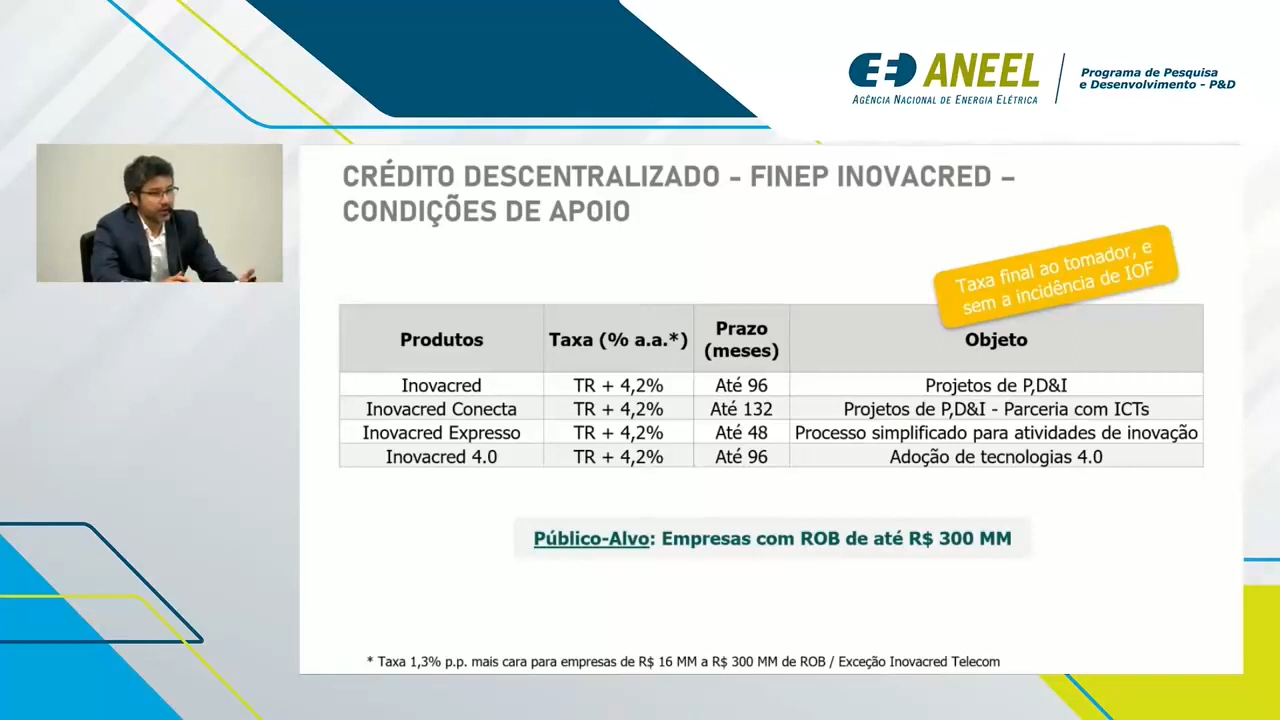 ANEEL
AGÊNCIA NACIONAL DE ENERGIA ELÉTRICA
Programa de Pesquisa
e Desenvolvimento - P&D
CRÉDITO DESCENTRALIZADO - FINEP INOVACRED –
CONDIÇÕES DE APOIO
Taxa final ao tomador, e
sem a incidência de IOF
Produtos Taxa (% a.a.*) Prazo (meses) Objeto
Inovacred TR + 4,2% Até 96 Projetos de P,D&I
Inovacred Conecta TR + 4,2% Até 132 Projetos de P,D&I - Parceria com ICTs
Inovacred Expresso TR + 4,2% Até 48 Processo simplificado para atividades de inovação
Inovacred 4.0 TR + 4,2% Até 96 Adoção de tecnologias 4.0
Público-Alvo: Empresas com ROB de até R$ 300 MM
* Taxa 1,3% p.p. mais cara para empresas de R$ 16 MM a R$ 300 MM de ROB / Exceção Inovacred Telecom